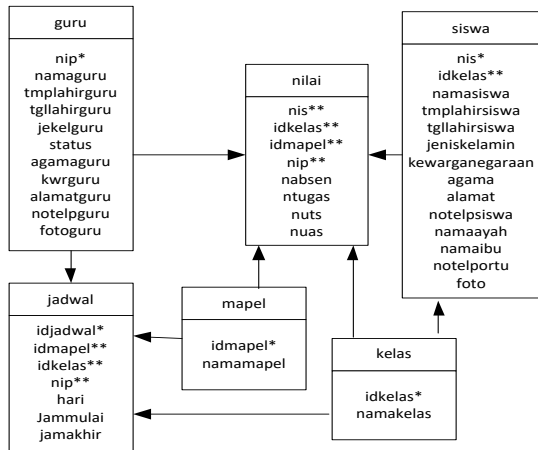 guru
nip*
namaguru
tmplahirguru
tgllahirguru
jekelguru
status
agamaguru
kwrguru
alamatguru
notelpguru
fotoguru
nilai
nis**
idkelas**
idmapel**
nip**
nabsen
ntugas
nuts
nuas
siswa
nis*
idkelas**
namasiswa
tmplahirsiswa
tgllahirsiswa
jeniskelamin
kewarganegaraan
agama
alamat
notelpsiswa
namaayah
namaibu
notelportu
foto
jadwal
idjadwal*
idmapel**
idkelas**
nip**
hari
Jammulai
jamakhir
mapel
idmapel*
namamapel
kelas
idkelas*
namakelas